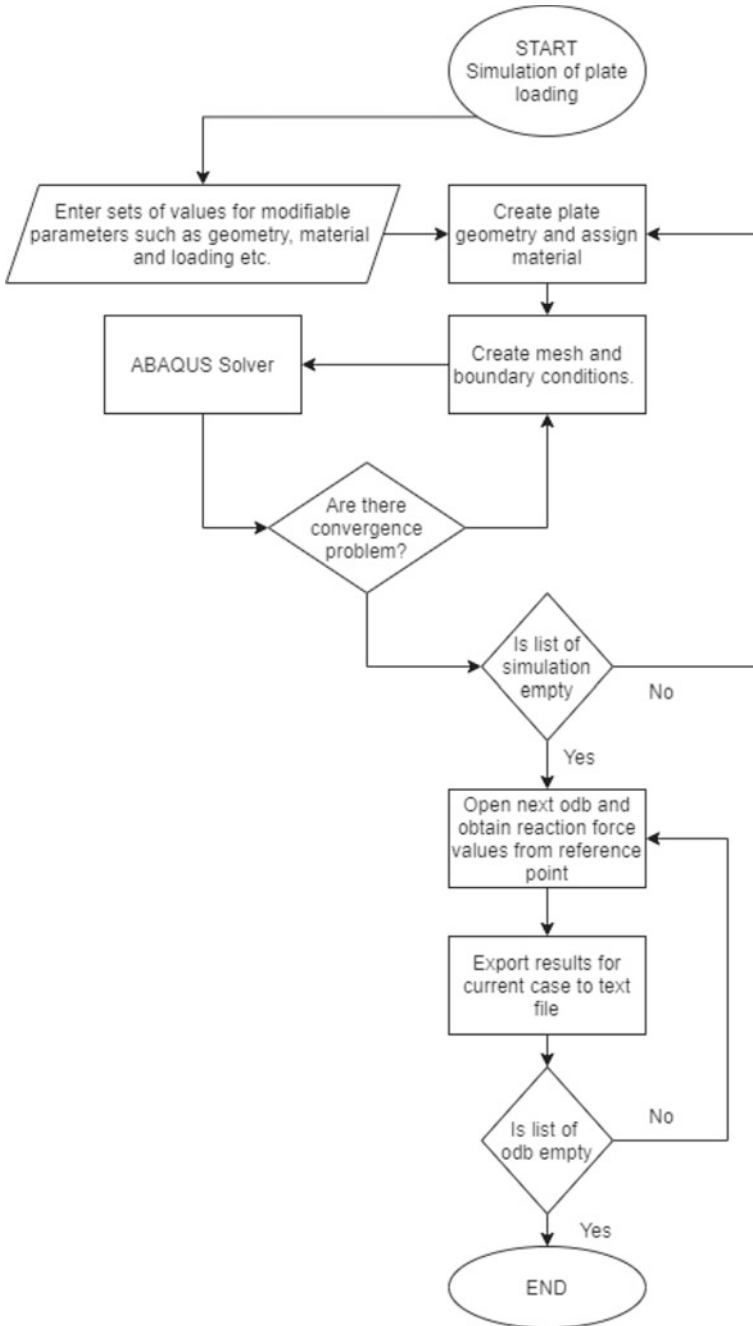 START
Simulation of plate
loading
Enter sets of values for modifiable
parameters such as geometry, material
and loading etc.
Create plate
geometry and assign
material
ABAQUS Solver
Create mesh and
boundary conditions.
Are there
convergence
problem?
Is list of
simulation
empty
No
Yes
Open next odb and
obtain reaction force
values from reference
point
Export results for
current case to text
file
Is list of
odb empty
No
Yes
END